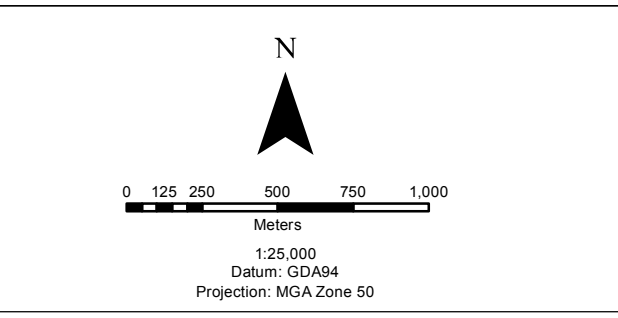 N
0 125 250 500 750 1,000
Meters
1:25,000
Datum: GDA94
Projection: MGA Zone 50